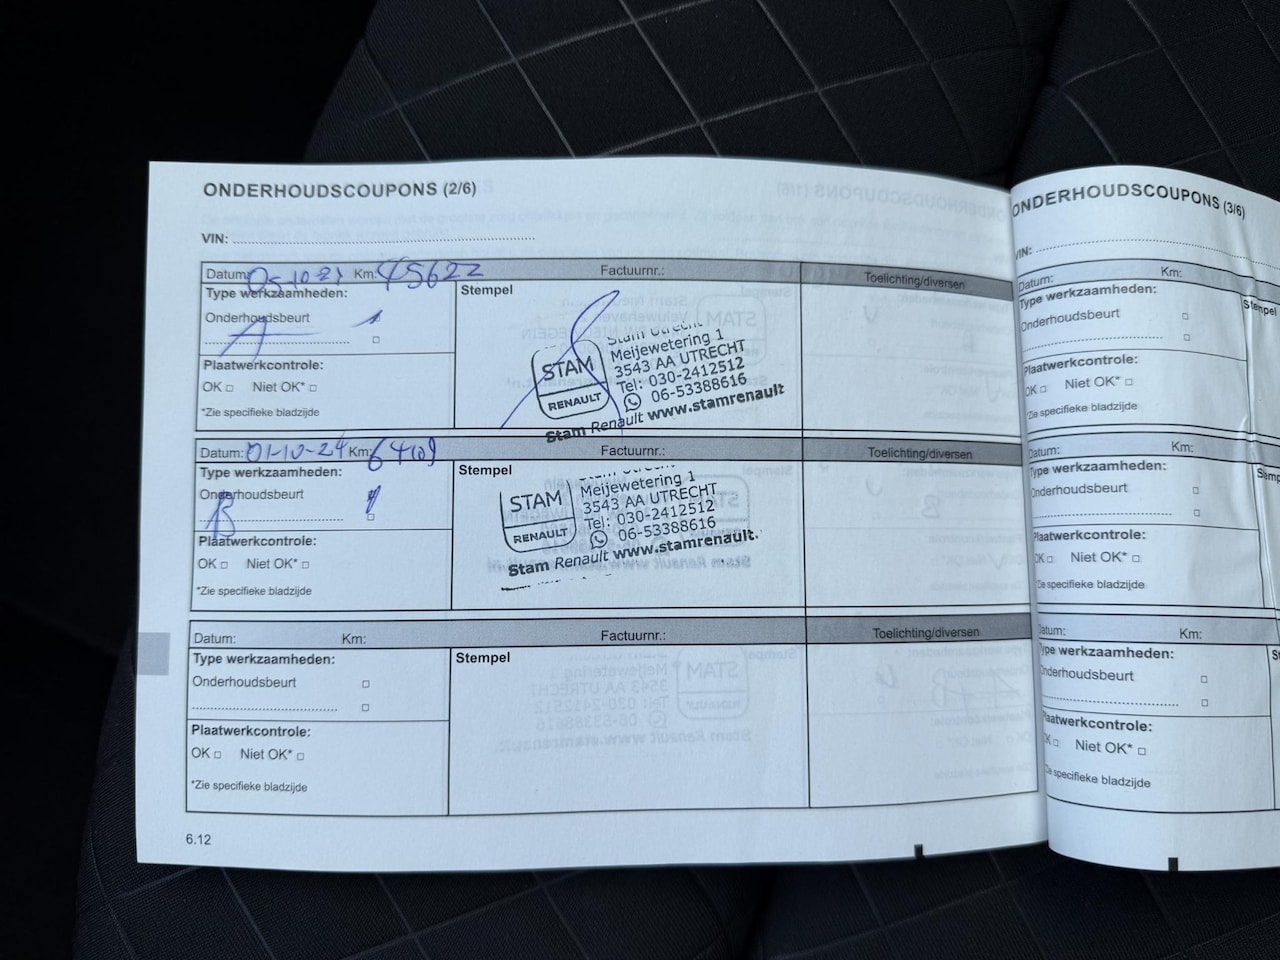 ONDERHOUDSCOUPONS (2/6)
VIN:
Datum: Km: 45622 Factuurnr.: Toelichting/diversen
Type werkzaamheden:
Stempel
Onderhoudsbeurt
A
Plaatwerkcontrole:
OK □ Niet OK* □
*Zie specifieke bladzijde
STAM
RENAULT
Stam Utrecht
Meijewetering 1
3543 AA UTRECHT
Tel: 030-2412512
06-53388616
Stam Renault www.stamrenault
Datum: 01-10-24 Km: Factuurnr.: Toelichting/diversen
Type werkzaamheden:
Stempel
Onderhoudsbeurt
B
Plaatwerkcontrole:
OK □ Niet OK* □
*Zie specifieke bladzijde
STAM
RENAULT
Meijewetering 1
3543 AA UTRECHT
Tel: 030-2412512
06-53388616
Stam Renault www.stamrenault.
Datum: Km: Factuurnr.: Toelichting/diversen
Type werkzaamheden:
Stempel
Onderhoudsbeurt □
□
Plaatwerkcontrole:
OK □ Niet OK* □
*Zie specifieke bladzijde
6.12
ONDERHOUDSCOUPONS (3/6)
VIN:
Datum: Km:
Type werkzaamheden:
Stempel
Onderhoudsbeurt □
□
Plaatwerkcontrole:
OK □ Niet OK* □
*Zie specifieke bladzijde
Datum: Km:
Type werkzaamheden:
Onderhoudsbeurt □
□
Plaatwerkcontrole:
OK □ Niet OK* □
*Zie specifieke bladzijde
Datum: Km:
Type werkzaamheden:
Onderhoudsbeurt □
□
Plaatwerkcontrole:
OK □ Niet OK* □
*Zie specifieke bladzijde